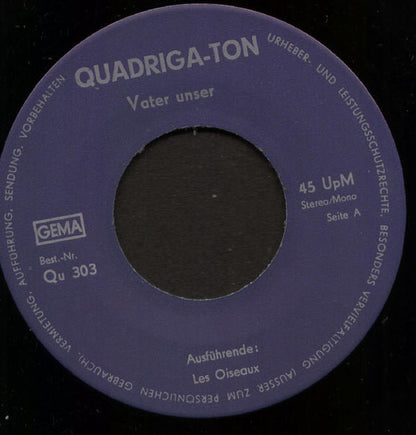 QUADRIGA-TON
Vater unser
45 UpM
Stereo/Mono
Seite A
GEMA
Best.-Nr.
Qu 303
Ausführende:
Les Oiseaux
URHEBER- UND LEISTUNGSSCHUTZRECHTE, BESONDERS VERVIELFÄLTIGUNG (AUSSER ZUM PERSÖNLICHEN GEBRAUCH), VERMIETUNG, AUFFÜHRUNG, SENDUNG, VORBEHALTEN